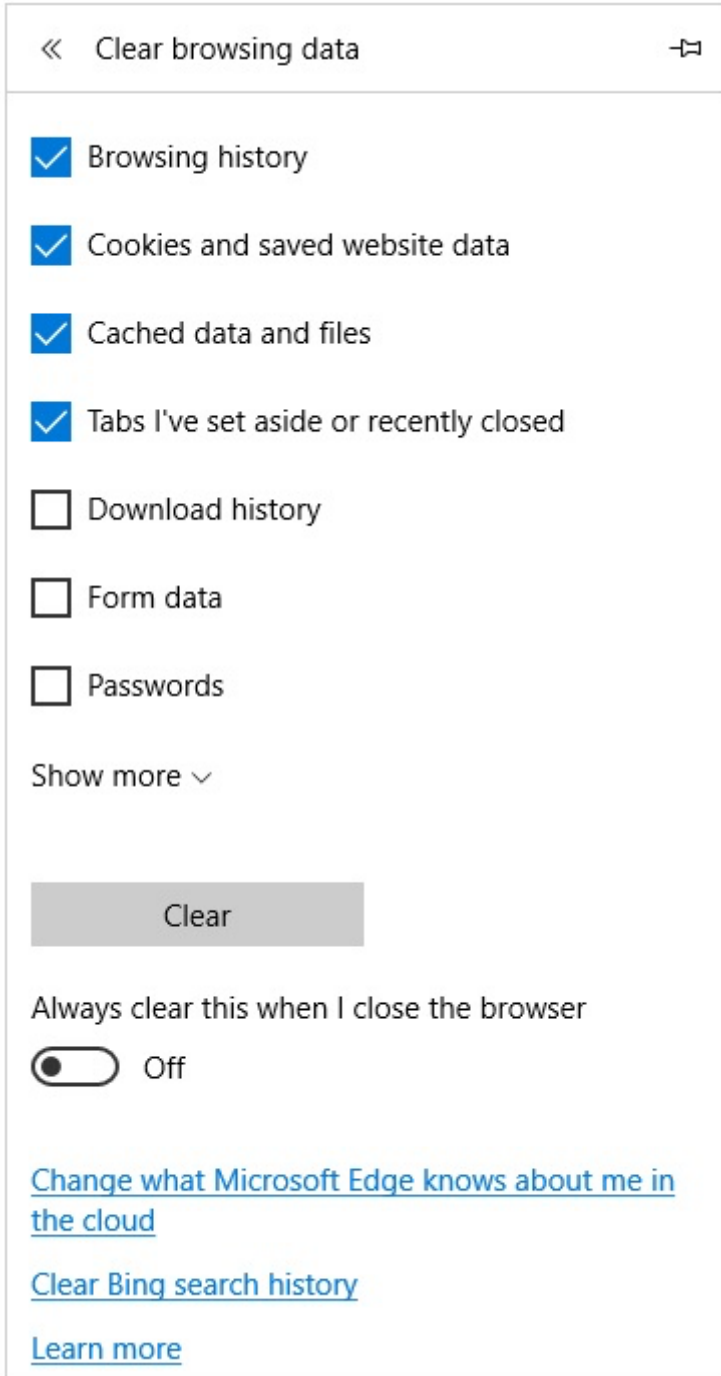 Clear browsing data
Browsing history
Cookies and saved website data
Cached data and files
Tabs I've set aside or recently closed
Download history
Form data
Passwords
Show more
Clear
Always clear this when I close the browser
Off
Change what Microsoft Edge knows about me in
the cloud
Clear Bing search history
Learn more